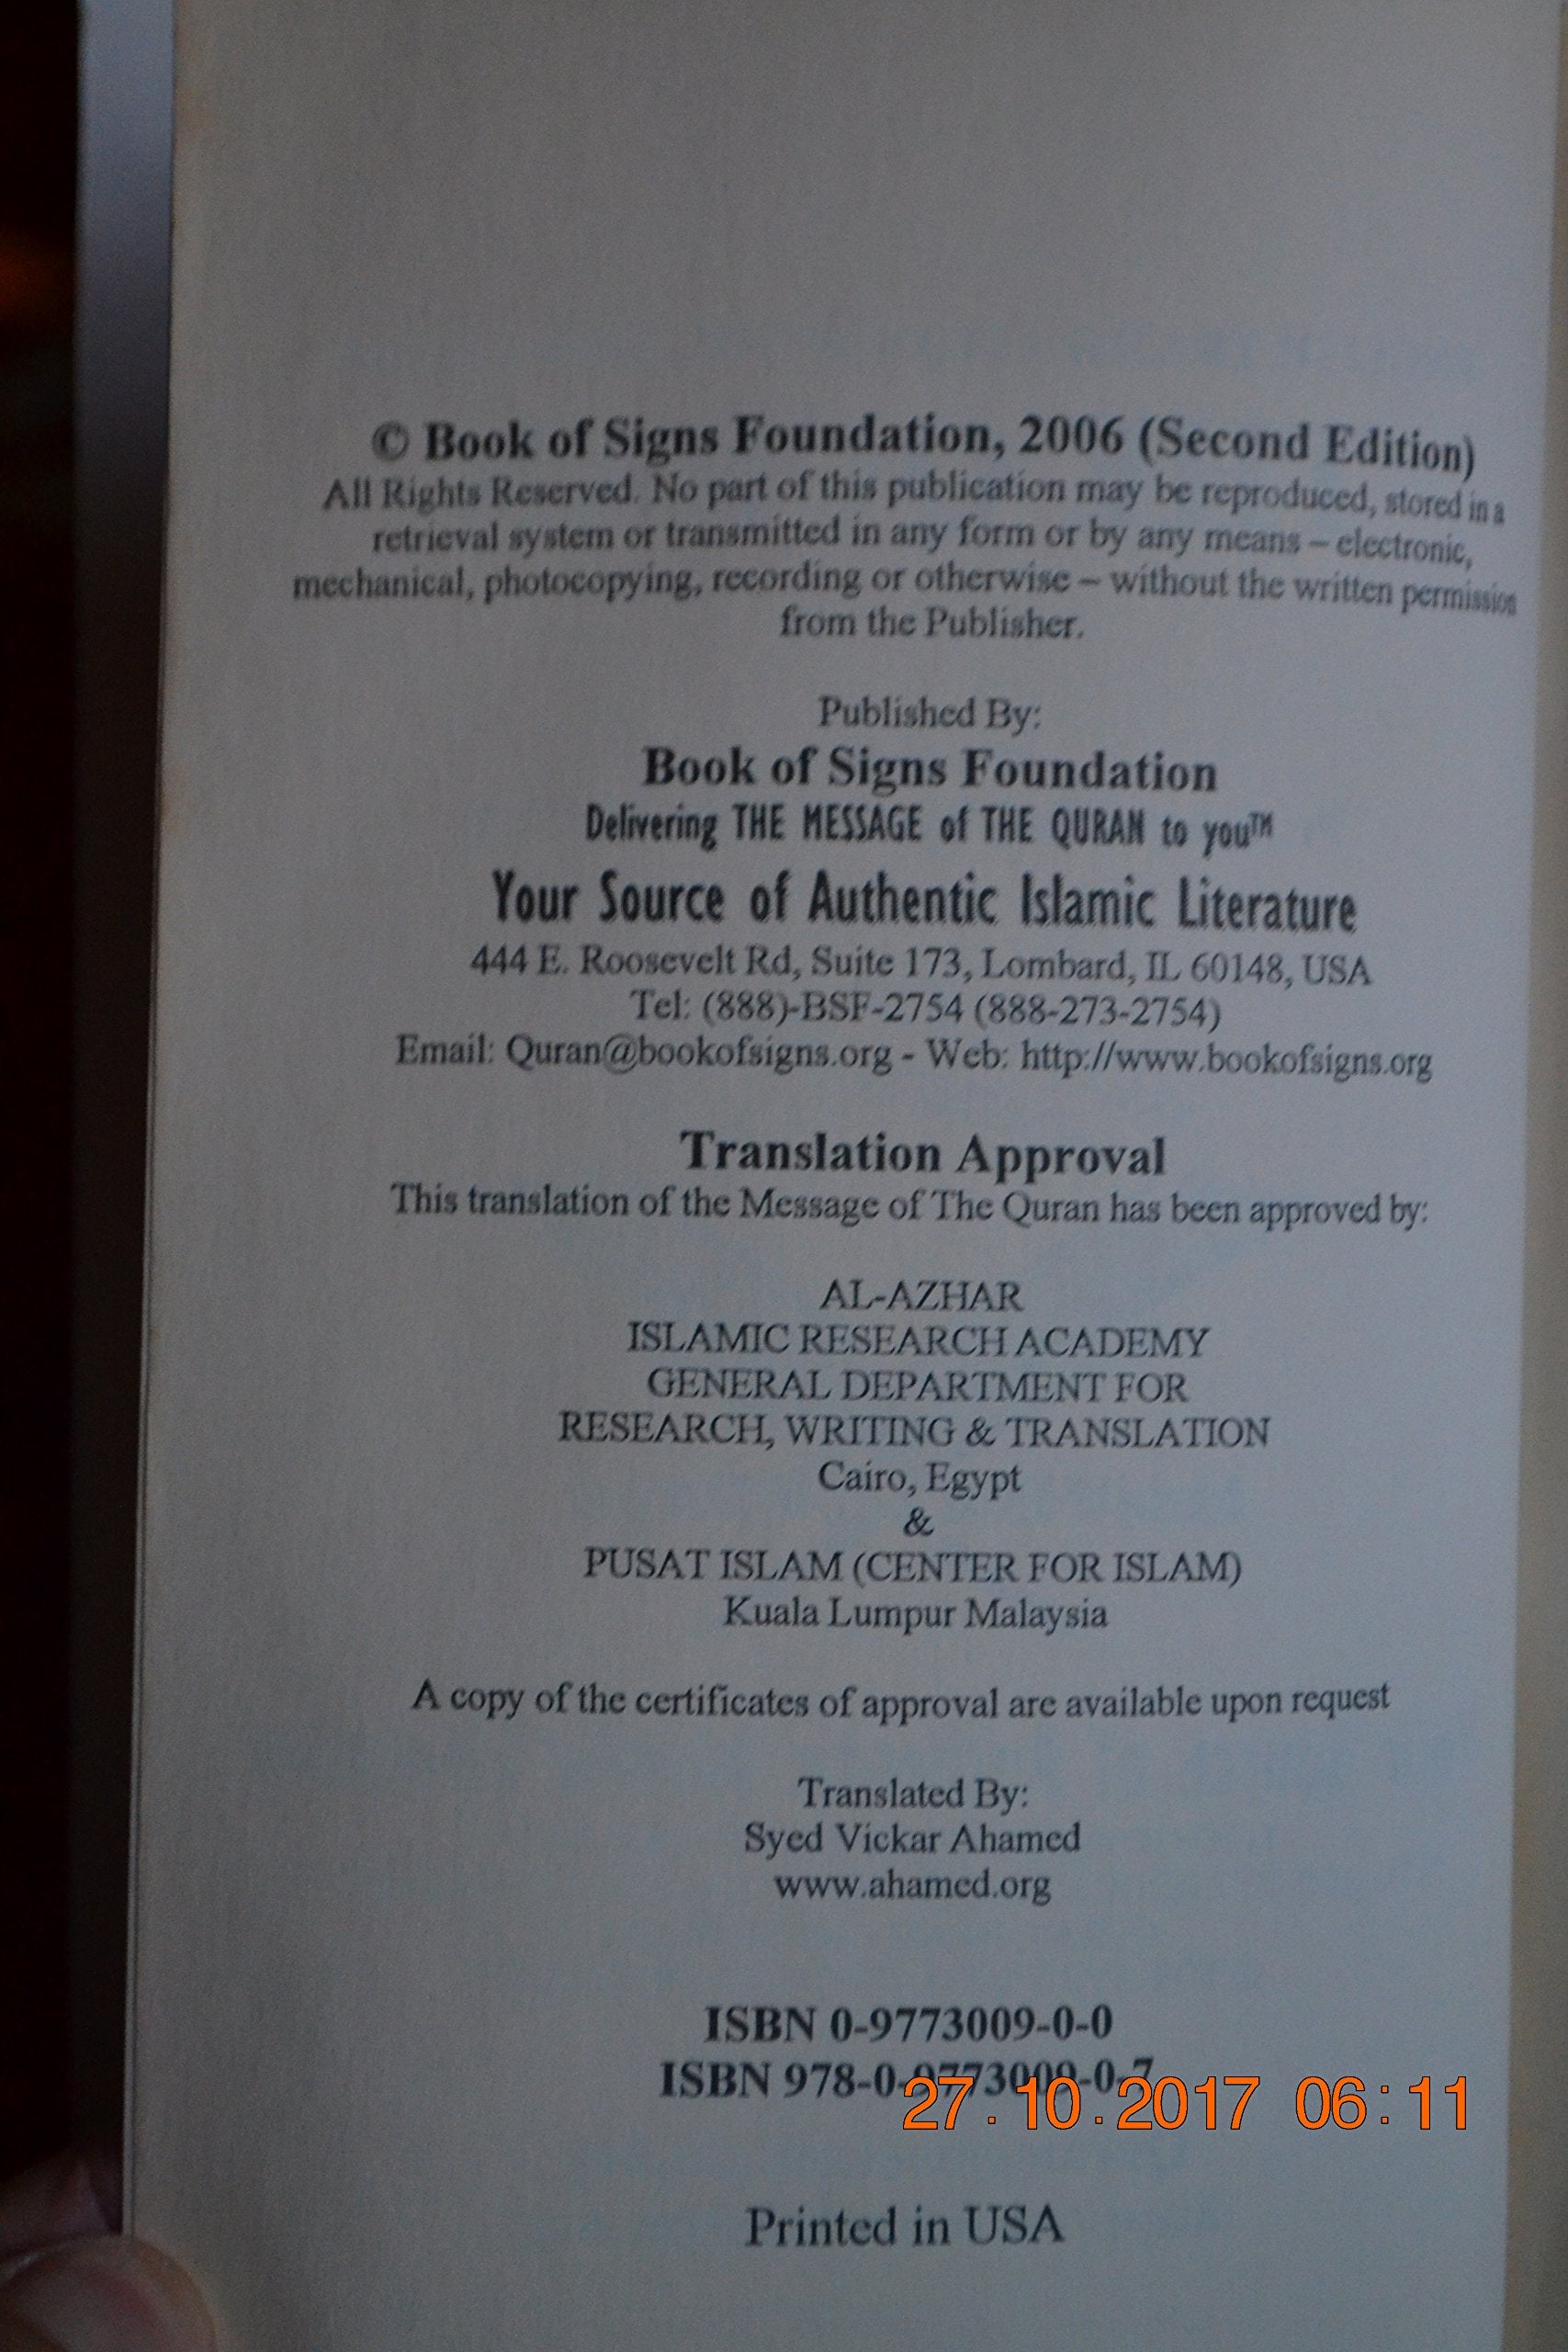 © Book of Signs Foundation, 2006 (Second Edition)
All Rights Reserved. No part of this publication may be reproduced, stored in a
retrieval system or transmitted in any form or by any means – electronic,
mechanical, photocopying, recording or otherwise – without the written permission
from the Publisher.
Published By:
Book of Signs Foundation
Delivering THE MESSAGE of THE QURAN to you™
Your Source of Authentic Islamic Literature
444 E. Roosevelt Rd, Suite 173, Lombard, IL 60148, USA
Tel: (888)-BSF-2754 (888-273-2754)
Email: Quran@bookofsigns.org - Web: http://www.bookofsigns.org
Translation Approval
This translation of the Message of The Quran has been approved by:
AL-AZHAR
ISLAMIC RESEARCH ACADEMY
GENERAL DEPARTMENT FOR
RESEARCH, WRITING & TRANSLATION
Cairo, Egypt
&
PUSAT ISLAM (CENTER FOR ISLAM)
Kuala Lumpur Malaysia
A copy of the certificates of approval are available upon request
Translated By:
Syed Vickar Ahamed
www.ahamed.org
ISBN 0-9773009-0-0
ISBN 978-0-9773009-0-7
27.10.2017 06:11
Printed in USA